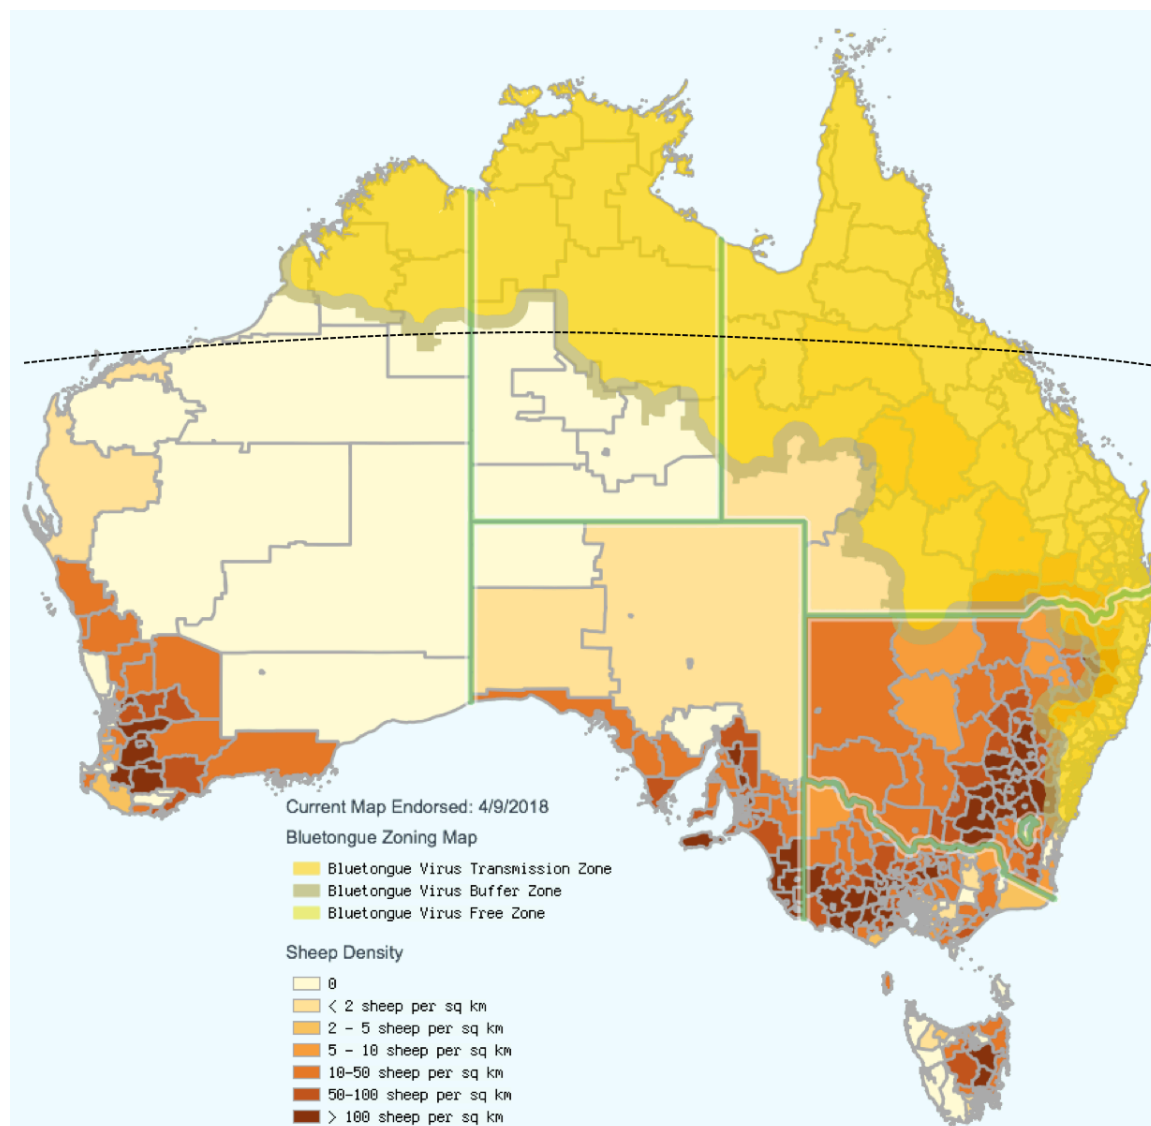 Current Map Endorsed: 4/9/2018
Bluetongue Zoning Map
Bluetongue Virus Transmission Zone
Bluetongue Virus Buffer Zone
Bluetongue Virus Free Zone
Sheep Density
0
< 2 sheep per sq km
2 - 5 sheep per sq km
5 - 10 sheep per sq km
10-50 sheep per sq km
50-100 sheep per sq km
> 100 sheep per sq km